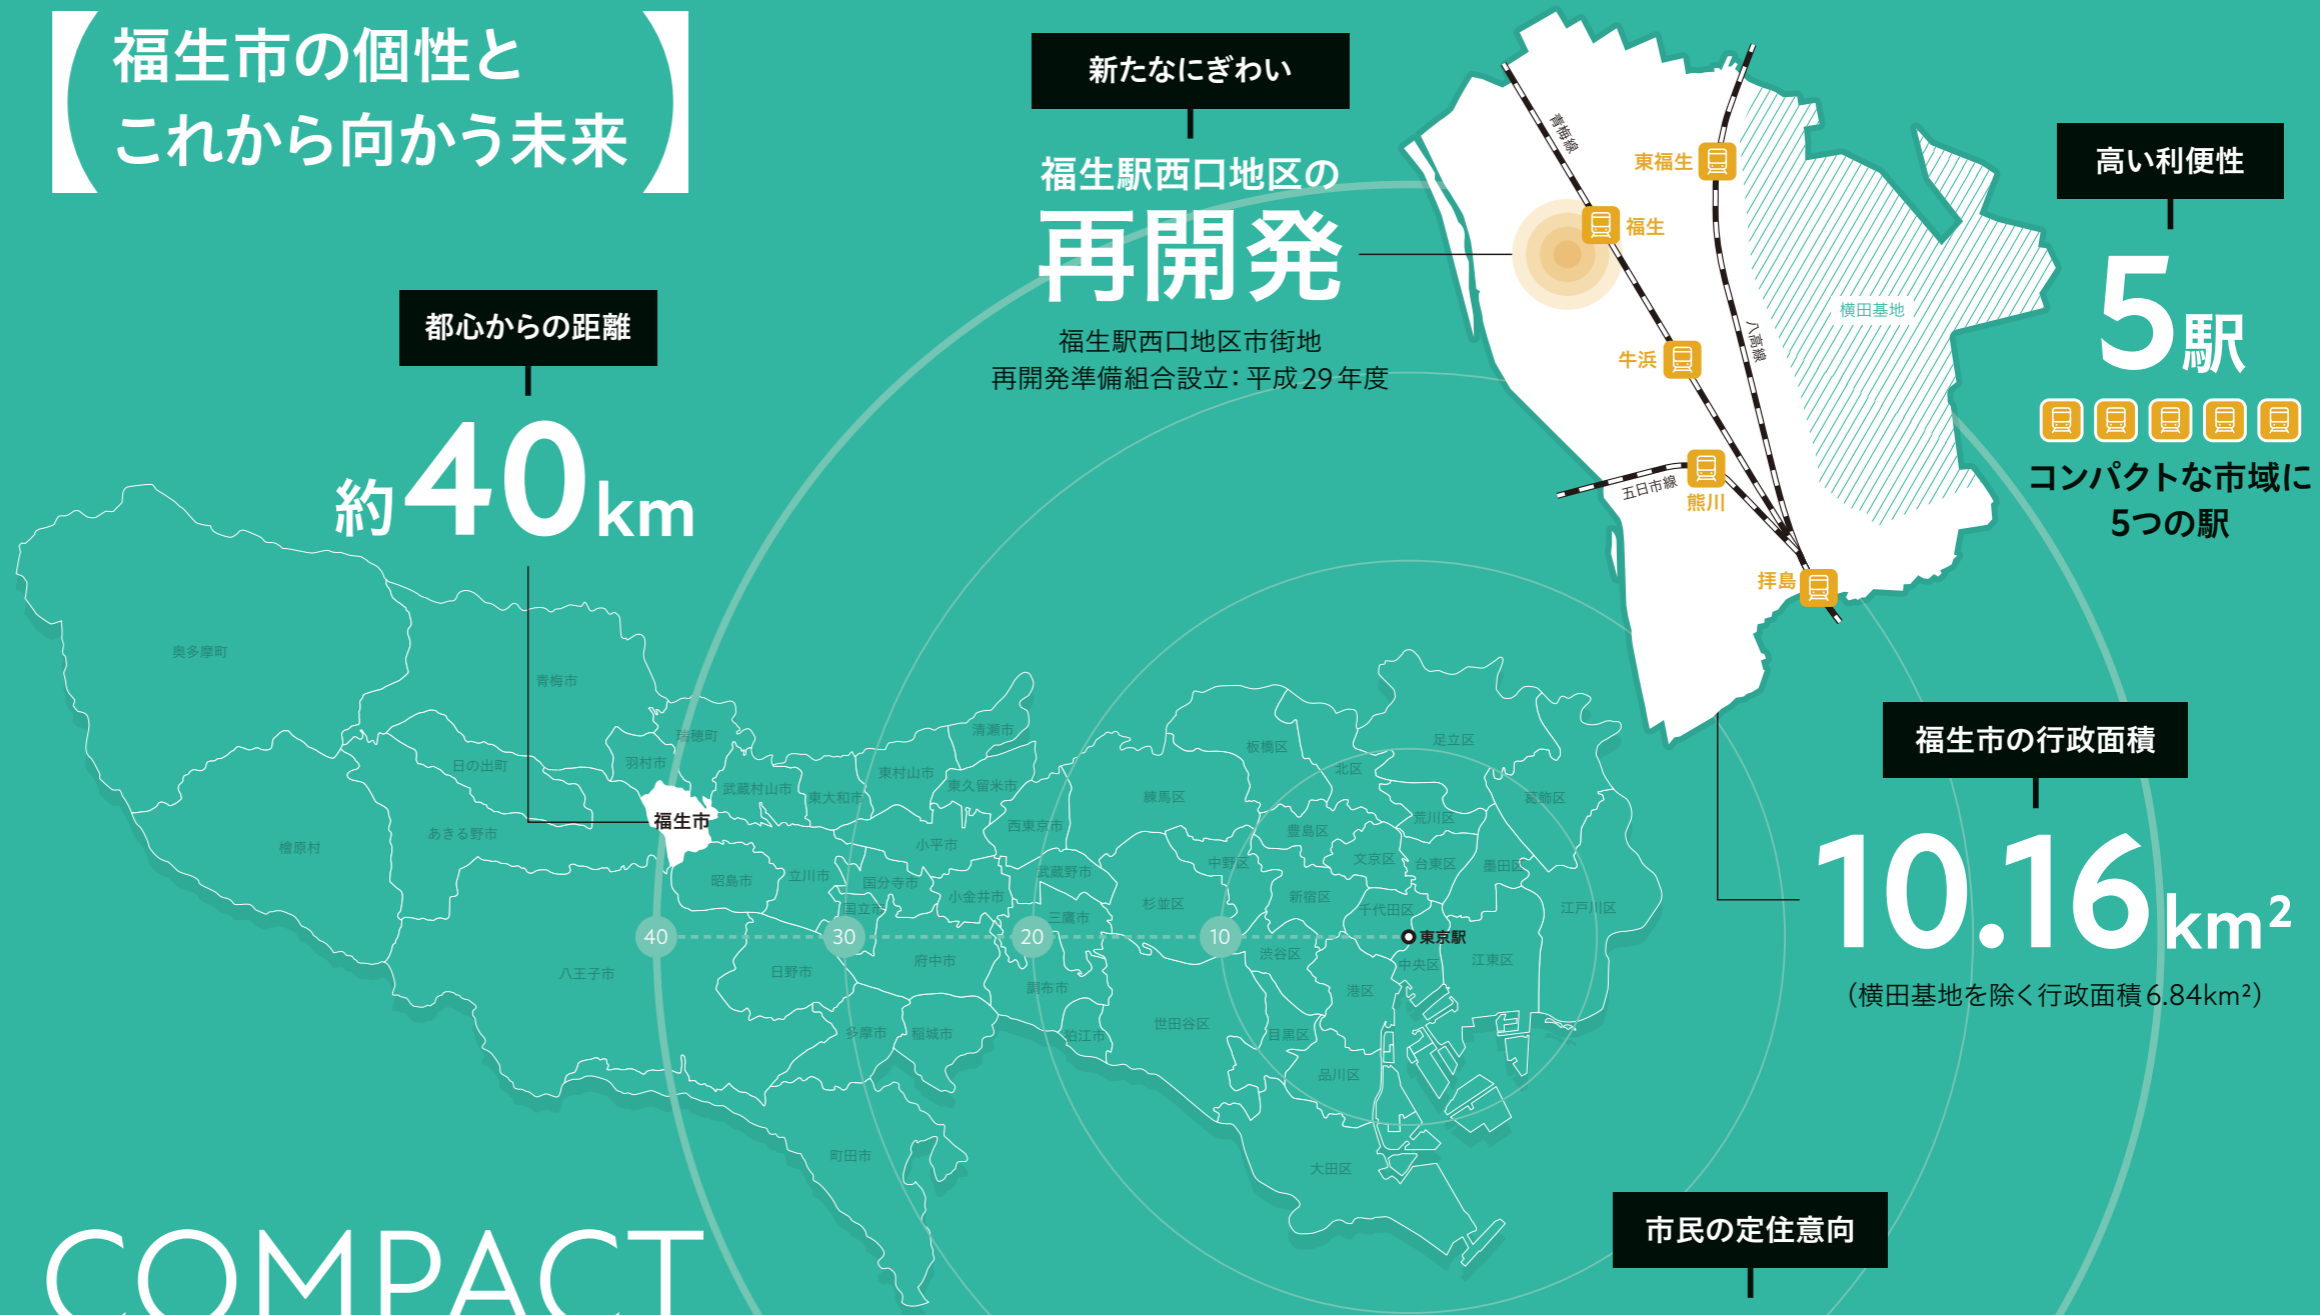 福生市の個性と
これから向かう未来
新たなにぎわい
福生駅西口地区の
再開発
福生駅西口地区市街地
再開発準備組合設立：平成29年度
都心からの距離
約40km
高い利便性
5駅
コンパクトな市域に
5つの駅
青梅線
東福生
福生
横田基地
八高線
牛浜
五日市線
熊川
拝島
福生市の行政面積
10.16km²
（横田基地を除く行政面積6.84km²）
奥多摩町
青梅市
瑞穂町
羽村市
日の出町
福生市
あきる野市
檜原村
武蔵村山市
東大和市
東村山市
清瀬市
東久留米市
西東京市
小平市
昭島市
立川市
国分寺市
国立市
小金井市
武蔵野市
三鷹市
練馬区
板橋区
北区
足立区
葛飾区
荒川区
豊島区
文京区
台東区
墨田区
中野区
杉並区
新宿区
千代田区
江戸川区
40
30
20
10
東京駅
八王子市
日野市
府中市
調布市
狛江市
多摩市
稲城市
世田谷区
渋谷区
目黒区
港区
中央区
江東区
品川区
町田市
大田区
市民の定住意向
COMPACT